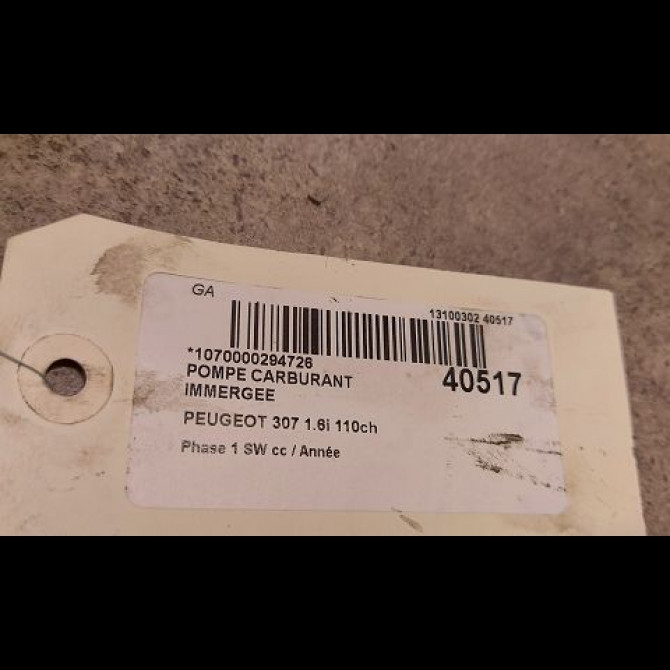 GA
13100302 40517
*1070000294726
40517
POMPE CARBURANT
IMMERGEE
PEUGEOT 307 1.6i 110ch
Phase 1 SW cc / Année